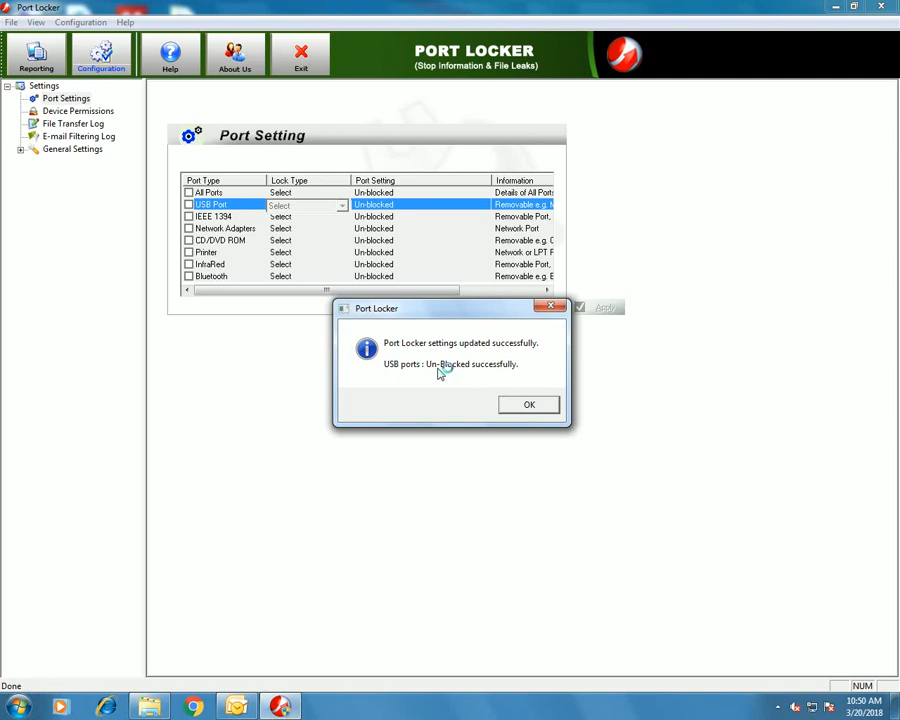 Port Locker
File View Configuration Help
Reporting Configuration Help About Us Exit
PORT LOCKER
(Stop Information & File Leaks)
Settings
Port Settings
Device Permissions
File Transfer Log
E-mail Filtering Log
General Settings
Port Setting
Port Type Lock Type Port Setting Information
All Ports Select Un-blocked Details of All Ports
USB Port Select Un-blocked Removable e.g.
IEEE 1394 Select Un-blocked Removable Port,
Network Adapters Select Un-blocked Network Port
CD/DVD ROM Select Un-blocked Removable e.g.
Printer Select Un-blocked Network or LPT
InfraRed Select Un-blocked Removable Port,
Bluetooth Select Un-blocked Removable e.g.
Apply
Port Locker
Port Locker settings updated successfully.
USB ports : Un-Blocked successfully.
OK
Done NUM
10:50 AM
3/20/2018